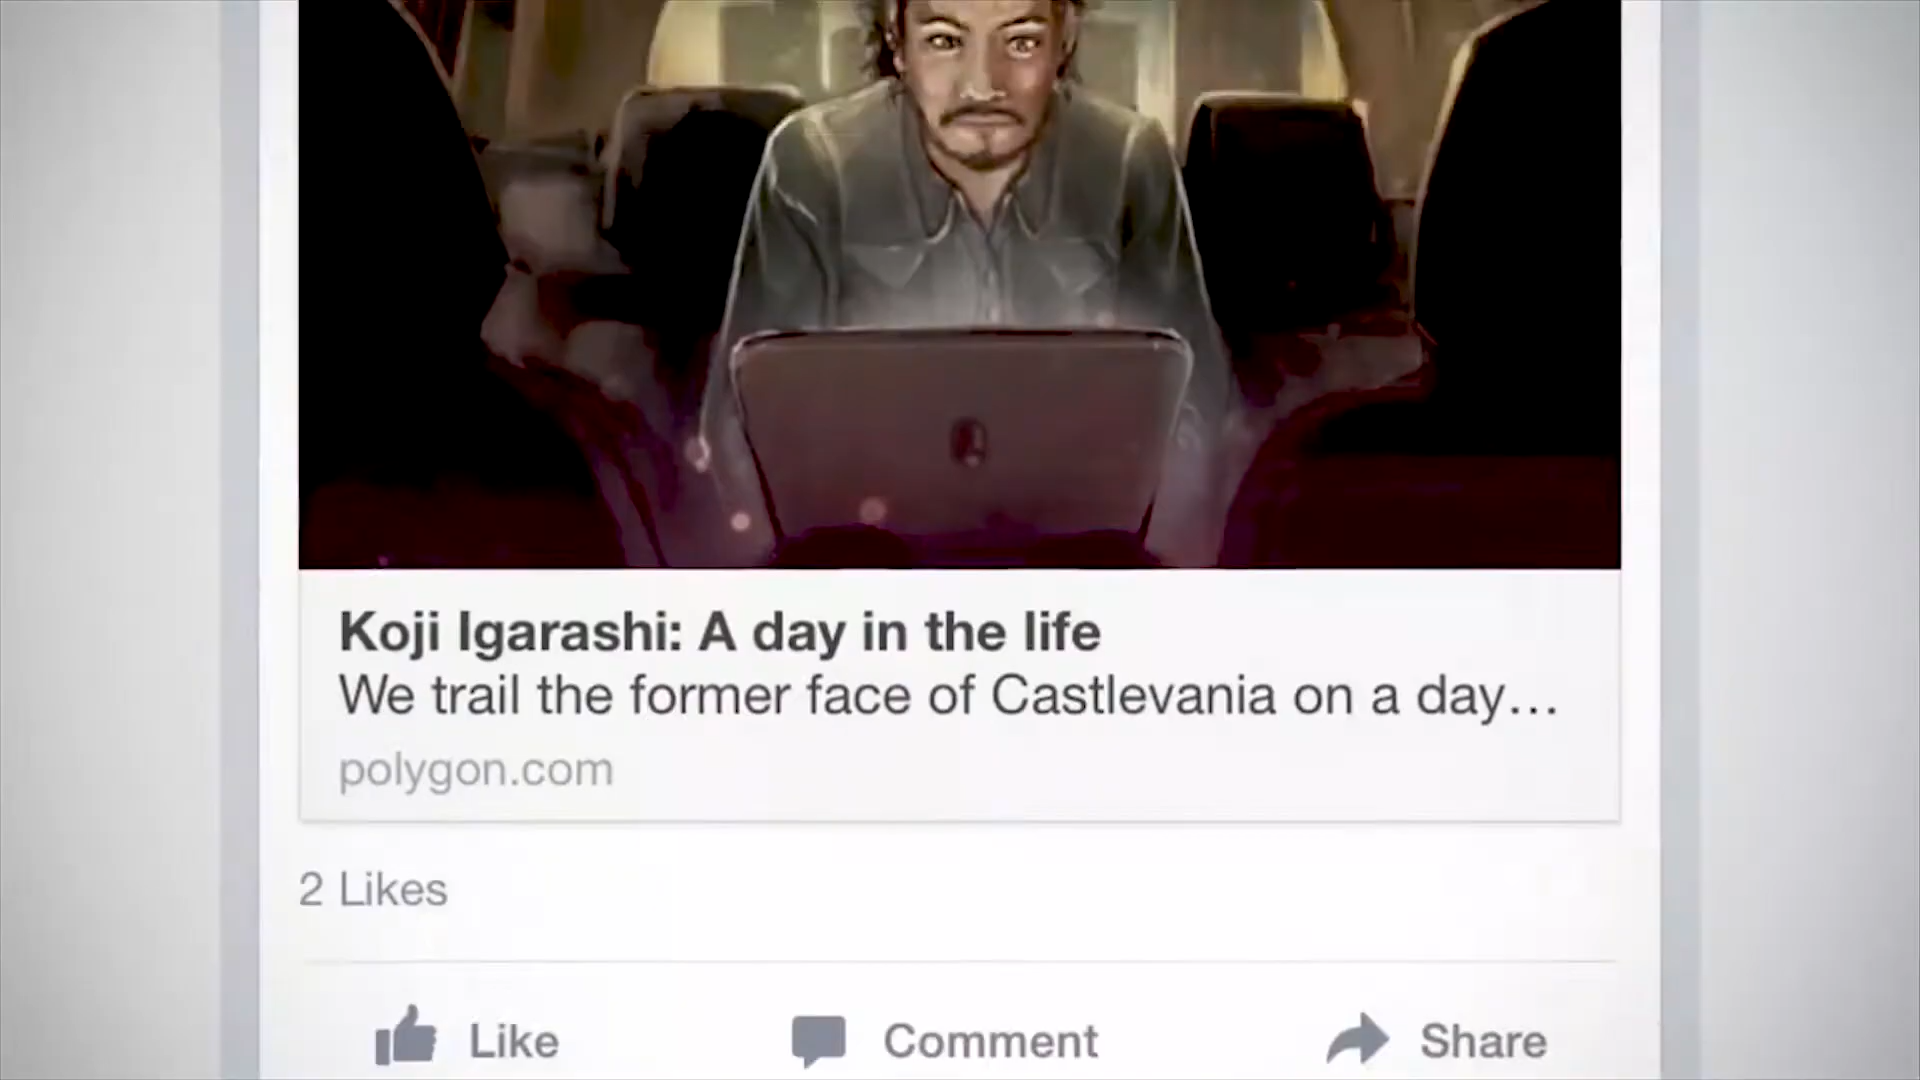 Koji Igarashi: A day in the life
We trail the former face of Castlevania on a day...
polygon.com
2 Likes
Like
Comment
Share